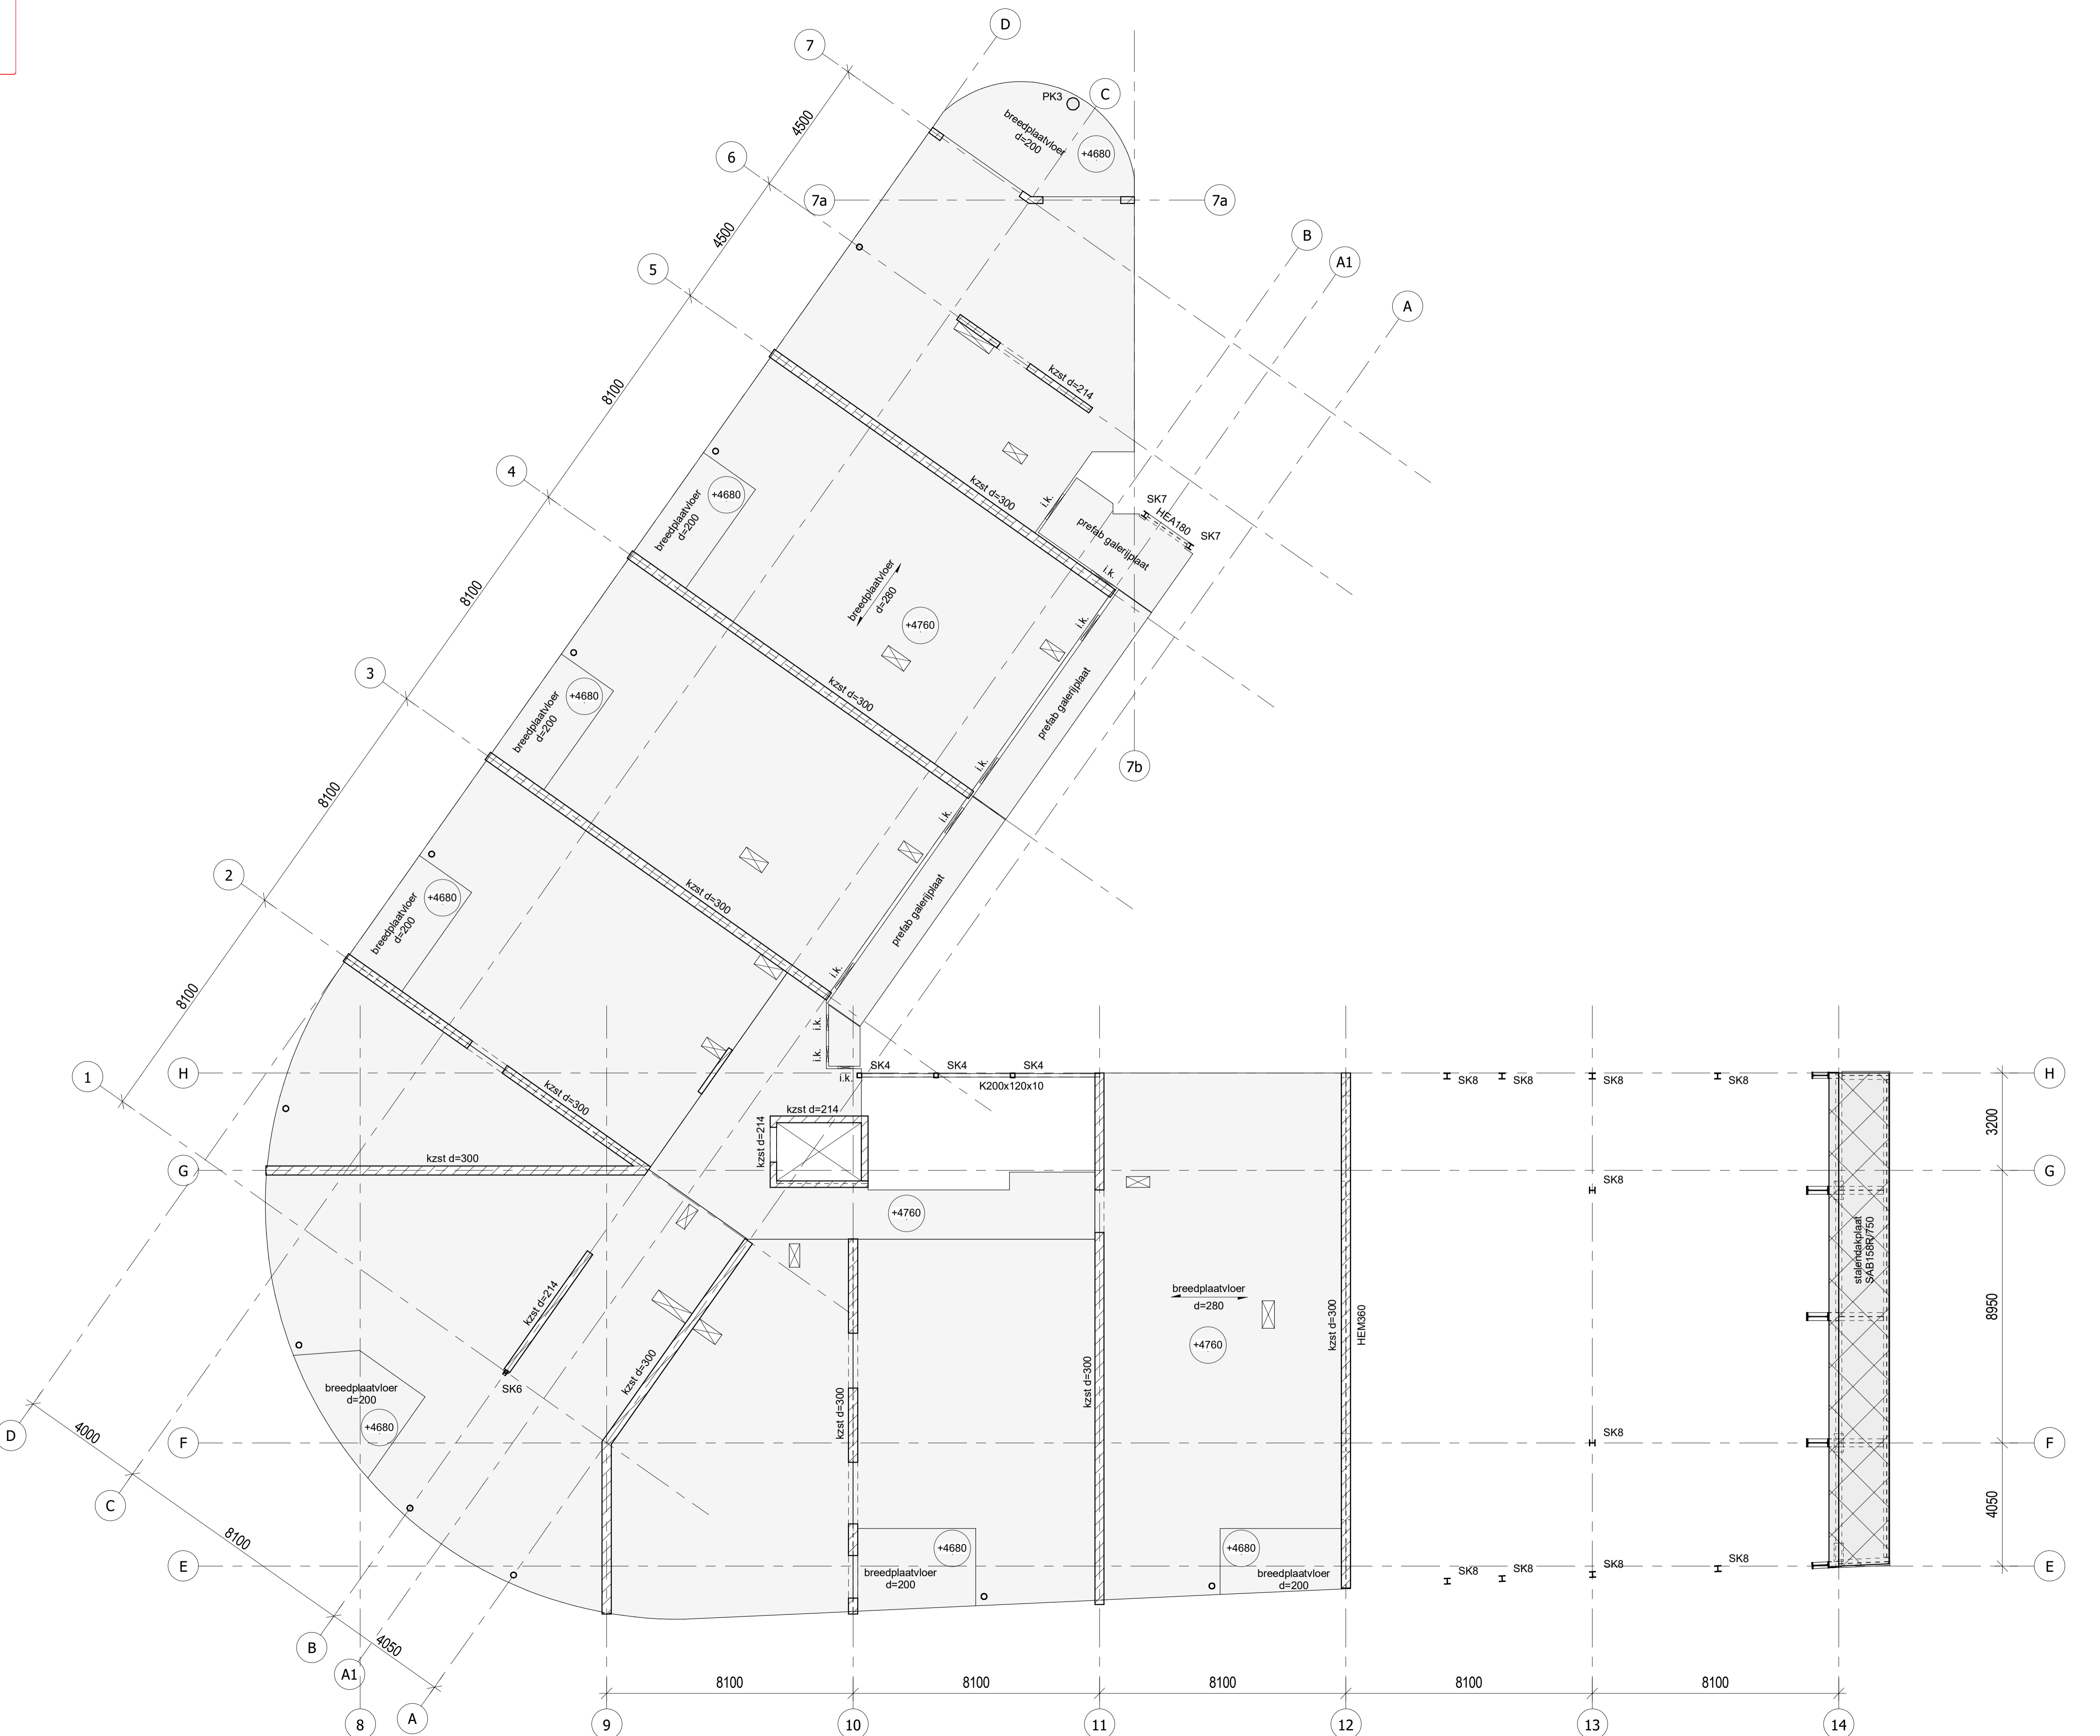 D
7
C
PK3
4500
breedplaatvloer
d=200
+4680
6
7a
7a
4500
B
A1
5
A
kzst d=214
8100
4
kzst d=300
i.k.
SK7
HEA180
SK7
prefab galerijplaat
i.k.
+4680
breedplaatvloer
d=200
breedplaatvloer
d=280
+4760
i.k.
8100
3
kzst d=300
+4680
breedplaatvloer
d=200
prefab galerijplaat
i.k.
7b
8100
i.k.
2
kzst d=300
+4680
breedplaatvloer
d=200
prefab galerijplaat
i.k.
8100
i.k.
i.k.
1
H
i.k.
SK4
SK4
SK4
K200x120x10
SK8
SK8
SK8
SK8
H
kzst d=300
kzst d=214
kzst d=214
3200
G
kzst d=300
SK8
G
+4760
stalendakplaat
SAB158R/750
kzst d=214
breedplaatvloer
d=280
+4760
kzst d=300
HEM360
8950
kzst d=300
kzst d=300
kzst d=300
SK6
breedplaatvloer
d=200
+4680
D
4000
F
SK8
F
C
8100
4050
+4680
breedplaatvloer
d=200
+4680
breedplaatvloer
d=200
E
SK8
SK8
SK8
SK8
E
B
4050
A1
A
8100
8100
8100
8100
8100
8
9
10
11
12
13
14